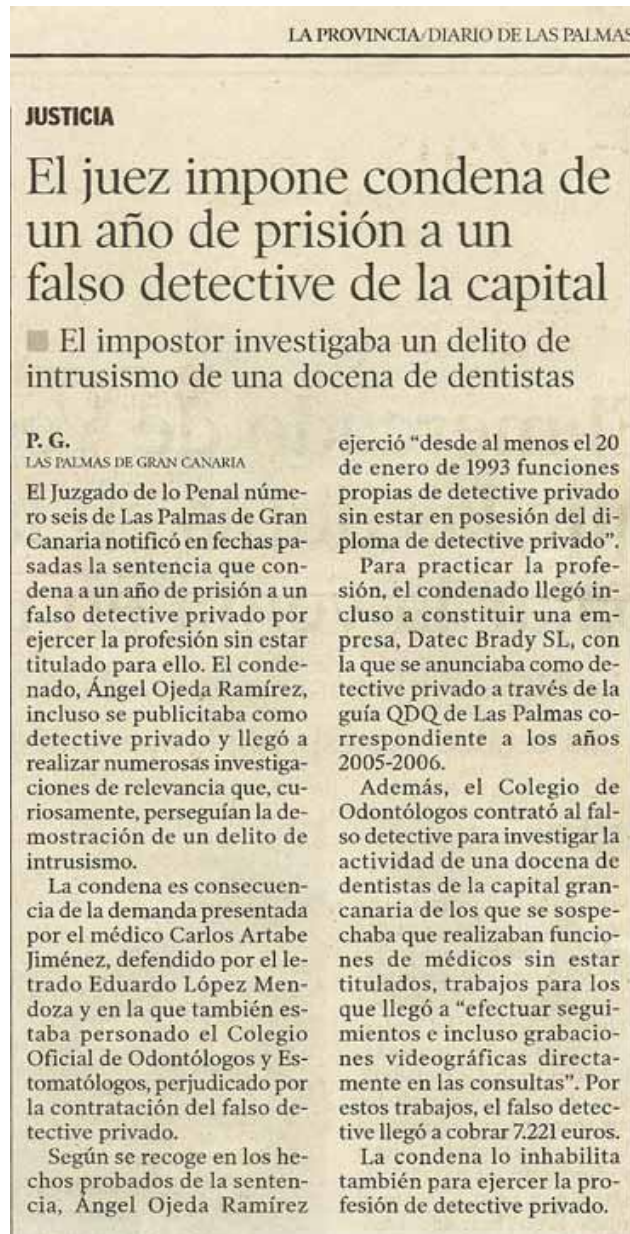 LA PROVINCIA/DIARIO DE LAS PALMAS
JUSTICIA
El juez impone condena de
un año de prisión a un
falso detective de la capital
El impostor investigaba un delito de
intrusismo de una docena de dentistas
P. G.
LAS PALMAS DE GRAN CANARIA
El Juzgado de lo Penal núme-
ro seis de Las Palmas de Gran
Canaria notificó en fechas pa-
sadas la sentencia que con-
dena a un año de prisión a un
falso detective privado por
ejercer la profesión sin estar
titulado para ello. El conde-
nado, Ángel Ojeda Ramírez,
incluso se publicitaba como
detective privado y llegó a
realizar numerosas investiga-
ciones de relevancia que, cu-
riosamente, perseguían la de-
mostración de un delito de
intrusismo.
La condena es consecuen-
cia de la demanda presentada
por el médico Carlos Artabe
Jiménez, defendido por el le-
trado Eduardo López Men-
doza y en la que también es-
taba personado el Colegio
Oficial de Odontólogos y Es-
tomatólogos, perjudicado por
la contratación del falso de-
tective privado.
Según se recoge en los he-
chos probados de la senten-
cia, Ángel Ojeda Ramírez
ejerció “desde al menos el 20
de enero de 1993 funciones
propias de detective privado
sin estar en posesión del di-
ploma de detective privado”.
Para practicar la profe-
sión, el condenado llegó in-
cluso a constituir una em-
presa, Datec Brady SL, con
la que se anunciaba como de-
tective privado a través de la
guía QDQ de Las Palmas co-
rrespondiente a los años
2005-2006.
Además, el Colegio de
Odontólogos contrató al fal-
so detective para investigar la
actividad de una docena de
dentistas de la capital gran-
canaria de los que se sospe-
chaba que realizaban funcio-
nes de médicos sin estar
titulados, trabajos para los
que llegó a “efectuar segui-
mientos e incluso grabacio-
nes videográficas directa-
mente en las consultas”. Por
estos trabajos, el falso detec-
tive llegó a cobrar 7.221 euros.
La condena lo inhabilita
también para ejercer la pro-
fesión de detective privado.